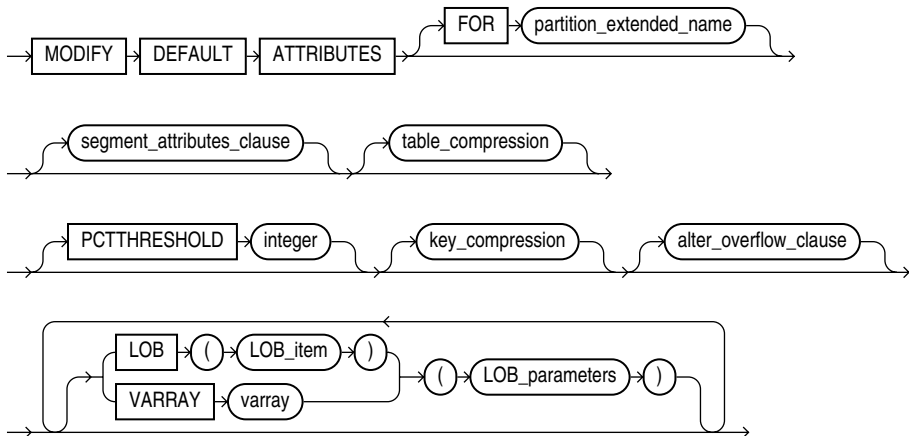 MODIFY DEFAULT ATTRIBUTES FOR partition_extended_name
segment_attributes_clause table_compression
PCTTHRESHOLD integer key_compression alter_overflow_clause
LOB ( LOB_item )
VARRAY varray ( LOB_parameters )